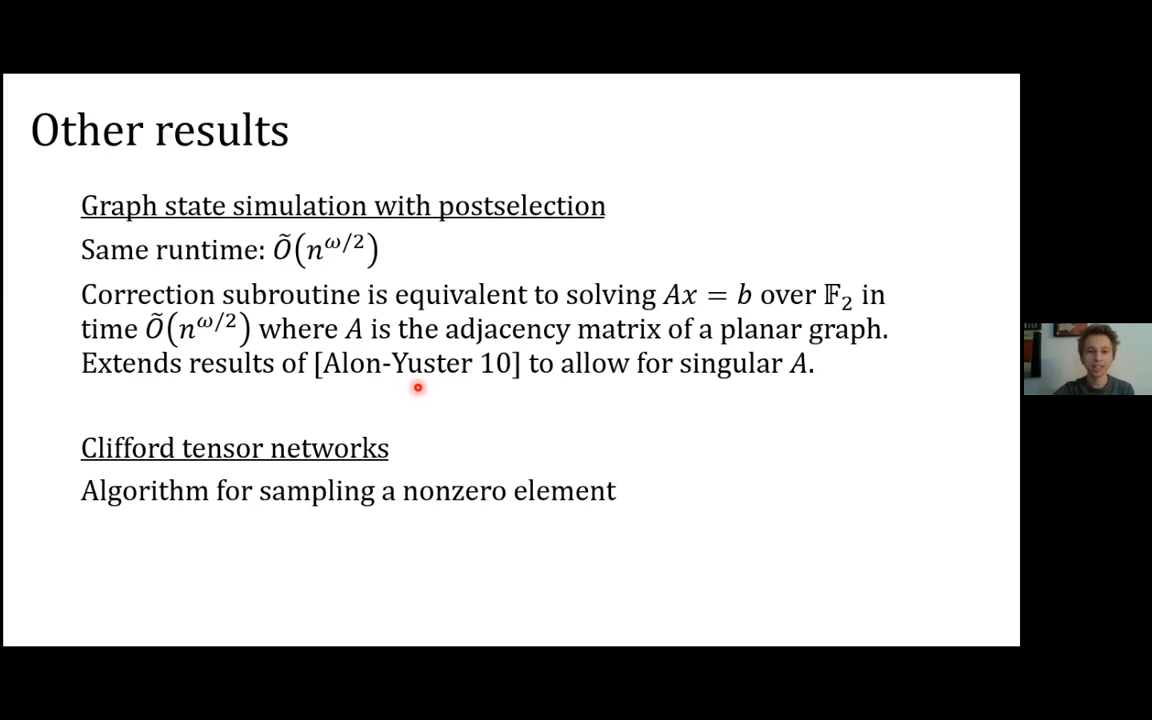 Other results
Graph state simulation with postselection
Same runtime: Õ(n^{ω/2})
Correction subroutine is equivalent to solving Ax = b over 𝔽₂ in
time Õ(n^{ω/2}) where A is the adjacency matrix of a planar graph.
Extends results of [Alon-Yuster 10] to allow for singular A.
Clifford tensor networks
Algorithm for sampling a nonzero element